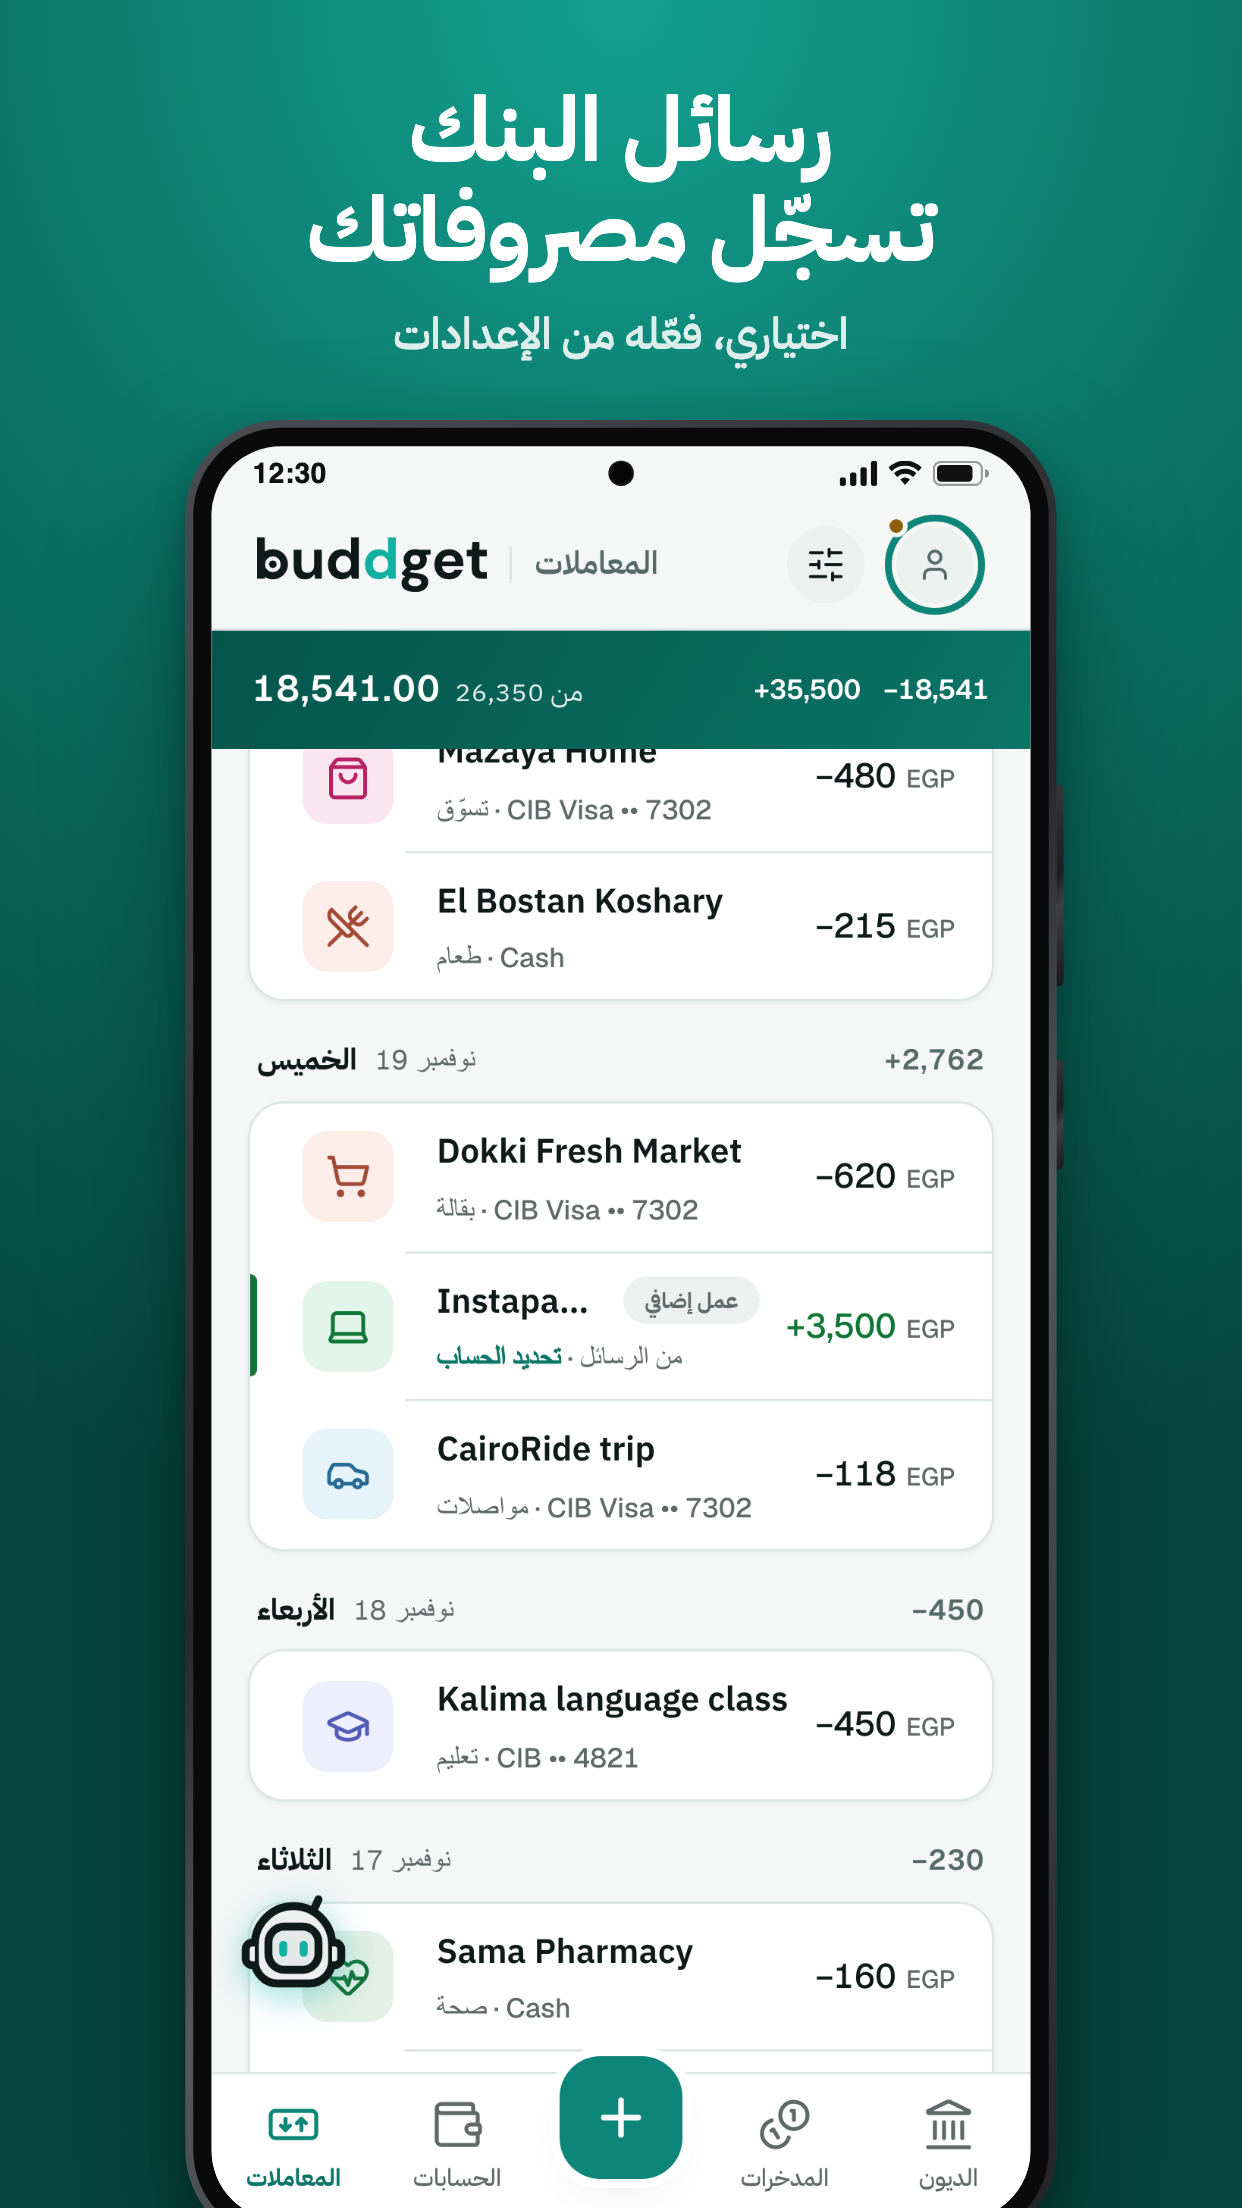 رسائل البنك
تسجّل مصروفاتك
اختياري، فعّله من الإعدادات
12:30
buddget | المعاملات
18,541.00 من 26,350 +35,500 −18,541
Mazaya Home −480 EGP
تسوّق · CIB Visa •• 7302
El Bostan Koshary −215 EGP
طعام · Cash
الخميس 19 نوفمبر +2,762
Dokki Fresh Market −620 EGP
بقالة · CIB Visa •• 7302
Instapa... عمل إضافي +3,500 EGP
من الرسائل · تحديد الحساب
CairoRide trip −118 EGP
مواصلات · CIB Visa •• 7302
الأربعاء 18 نوفمبر −450
Kalima language class −450 EGP
تعليم · CIB •• 4821
الثلاثاء 17 نوفمبر −230
Sama Pharmacy −160 EGP
صحة · Cash
المعاملات الحسابات المدخرات الديون